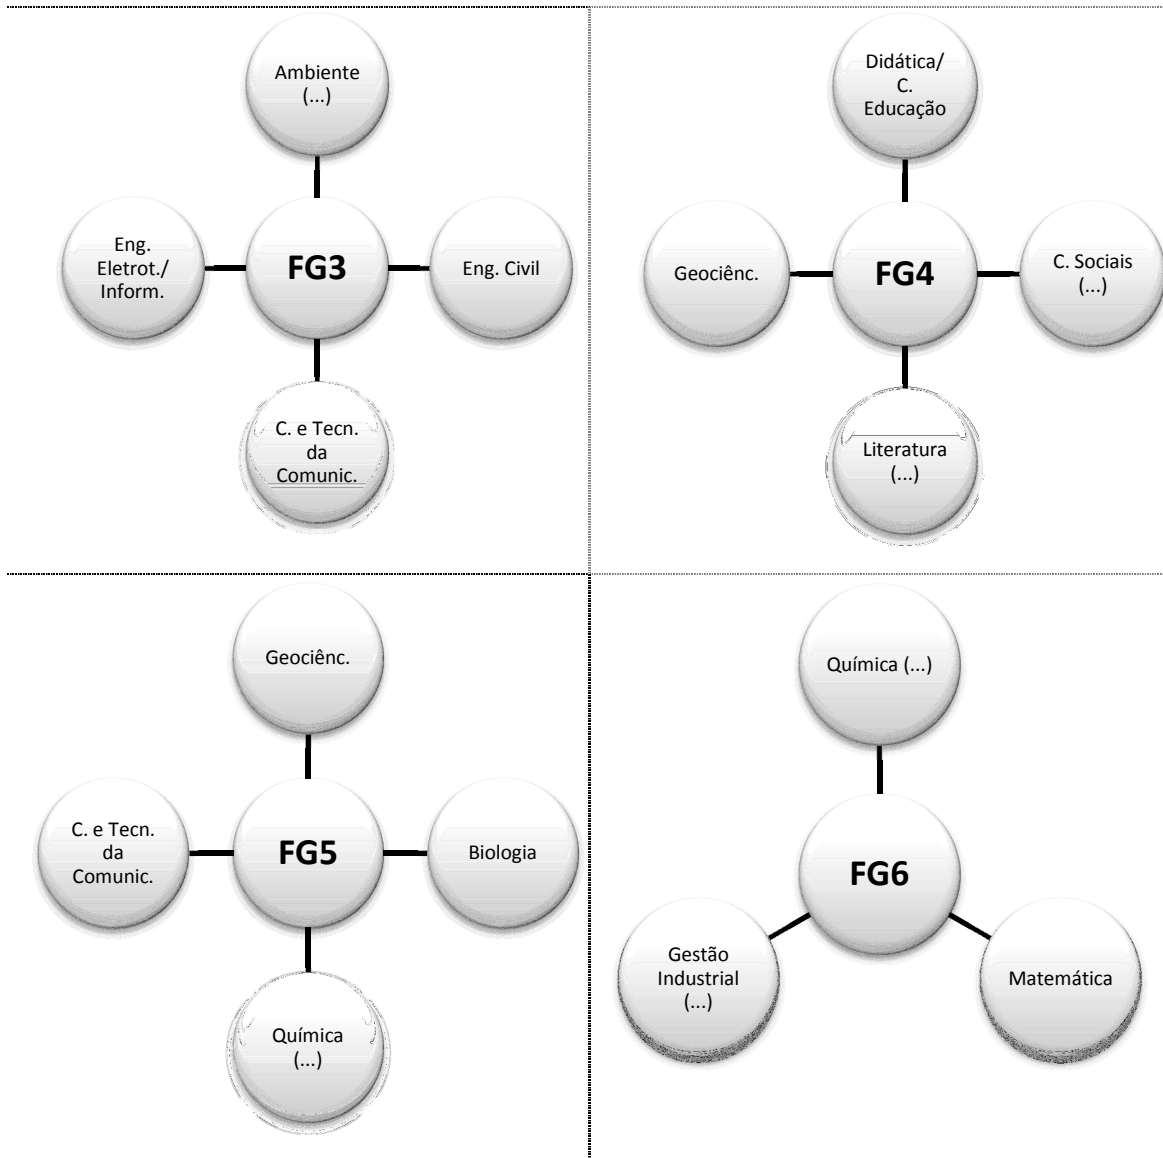 Ambiente
(...)
Eng.
Eletrot./
Inform.
FG3
Eng. Civil
C. e Tecn.
da
Comunic.
Didática/
C.
Educação
Geociênc.
FG4
C. Sociais
(...)
Literatura
(...)
Geociênc.
C. e Tecn.
da
Comunic.
FG5
Biologia
Química
(...)
Química (...)
FG6
Gestão
Industrial
(...)
Matemática